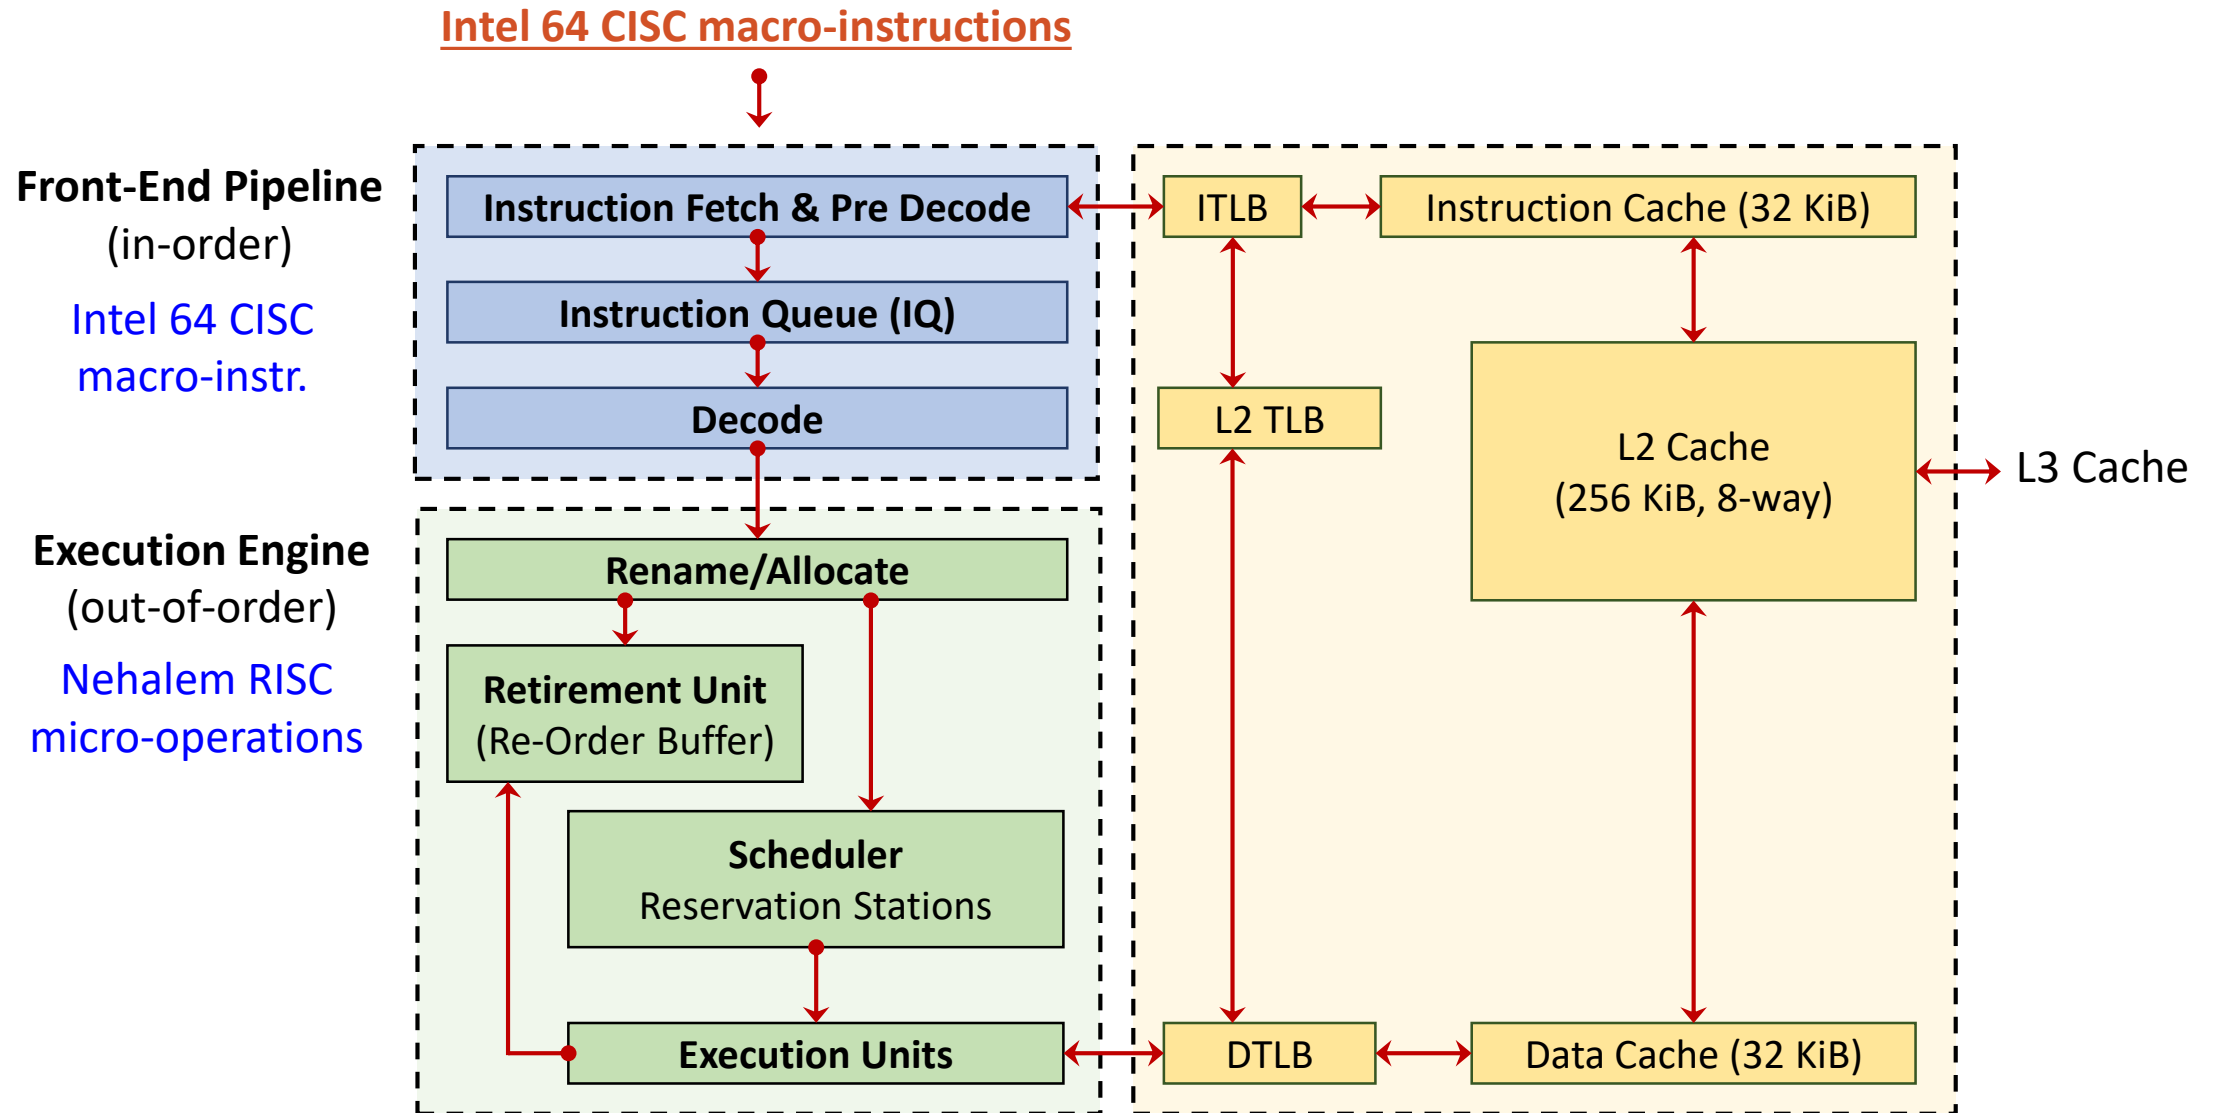 Intel 64 CISC macro-instructions
Front-End Pipeline
(in-order)
Intel 64 CISC
macro-instr.
Instruction Fetch & Pre Decode
Instruction Queue (IQ)
Decode
ITLB
Instruction Cache (32 KiB)
L2 TLB
L2 Cache
(256 KiB, 8-way)
L3 Cache
Execution Engine
(out-of-order)
Nehalem RISC
micro-operations
Rename/Allocate
Retirement Unit
(Re-Order Buffer)
Scheduler
Reservation Stations
Execution Units
DTLB
Data Cache (32 KiB)